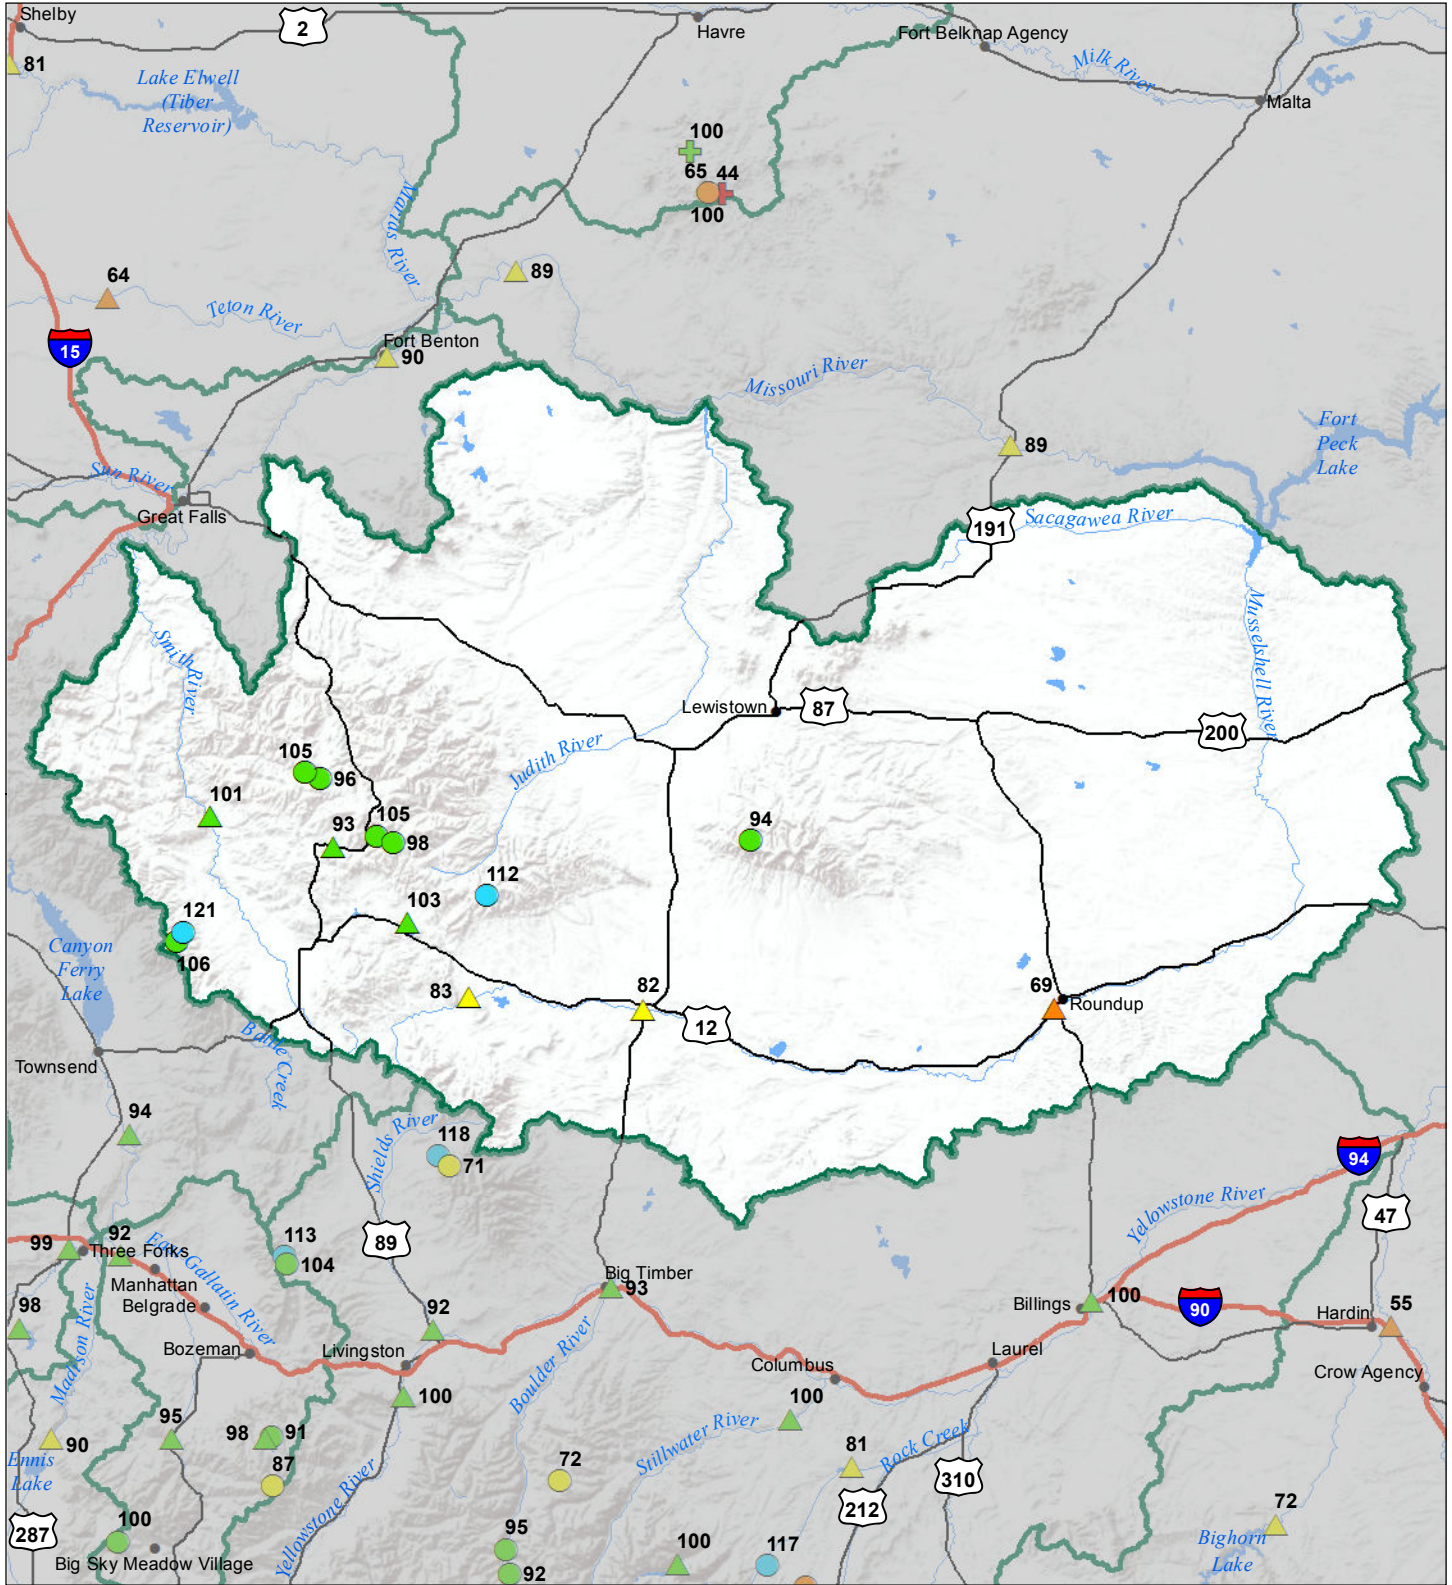 Shelby
2
Havre
Fort Belknap Agency
81
Lake Elwell
(Tiber
Reservoir)
Milk River
Malta
100
65
44
100
Marias River
64
89
Teton River
15
Fort Benton
90
Missouri River
Fort
Peck
Lake
89
Sun River
Great Falls
191
Sacagawea River
Smith River
Musselshell River
Lewistown
87
200
Judith River
105
96
101
105
93
98
94
112
103
121
106
Canyon
Ferry
Lake
83
82
69
Roundup
12
Battle Creek
Townsend
94
Shields River
118
71
94
Yellowstone River
47
89
92
99
Three Forks
113
104
East Gallatin River
Manhattan
Belgrade
Madison River
98
Big Timber
93
Billings
100
90
Hardin
55
92
Bozeman
Livingston
Boulder River
Columbus
Laurel
Crow Agency
100
100
95
98
91
90
Ennis
Lake
87
72
Stillwater River
81
Rock Creek
310
212
287
100
Yellowstone River
Big Sky Meadow Village
95
92
100
117
72
Bighorn
Lake